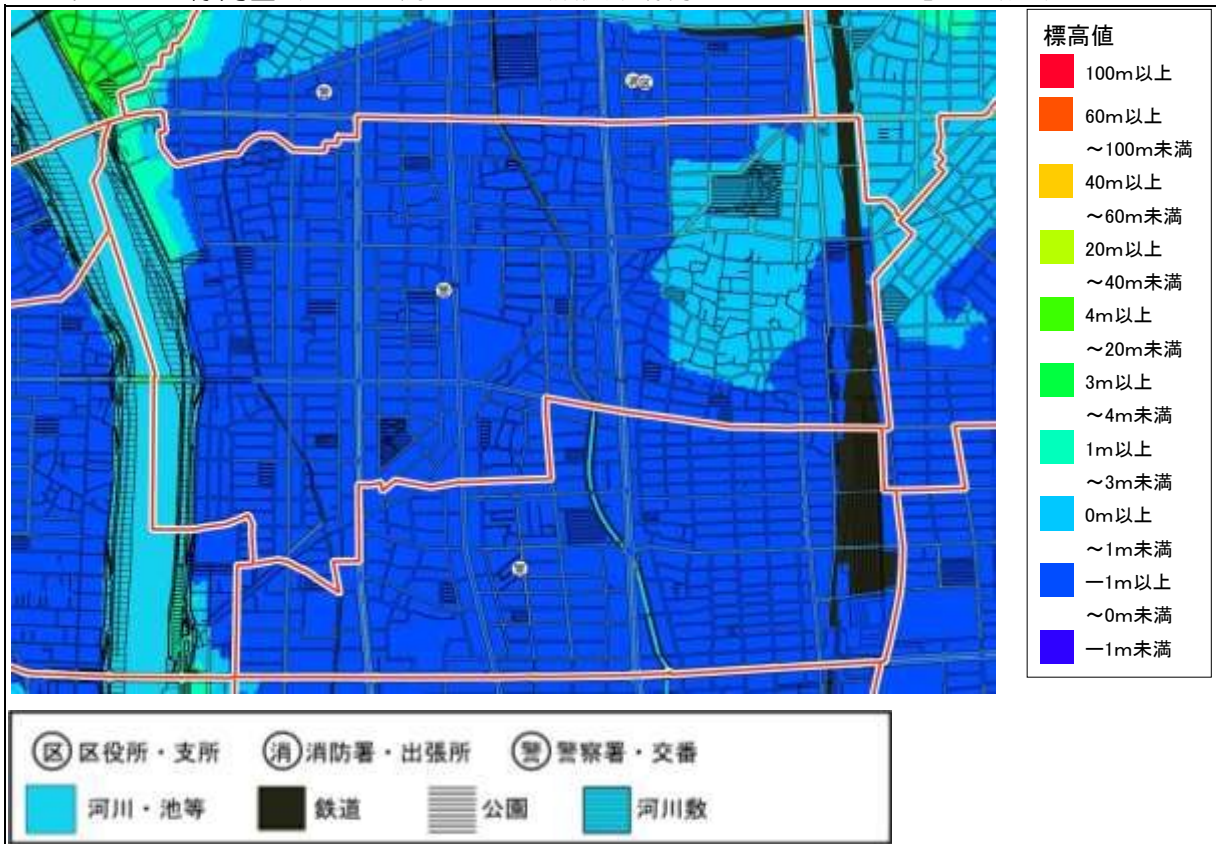 標高値
100m以上
60m以上
～100m未満
40m以上
～60m未満
20m以上
～40m未満
4m以上
～20m未満
3m以上
～4m未満
1m以上
～3m未満
0m以上
～1m未満
－1m以上
～0m未満
－1m未満
区 区役所・支所 消 消防署・出張所 警 警察署・交番
河川・池等 鉄道 公園 河川敷